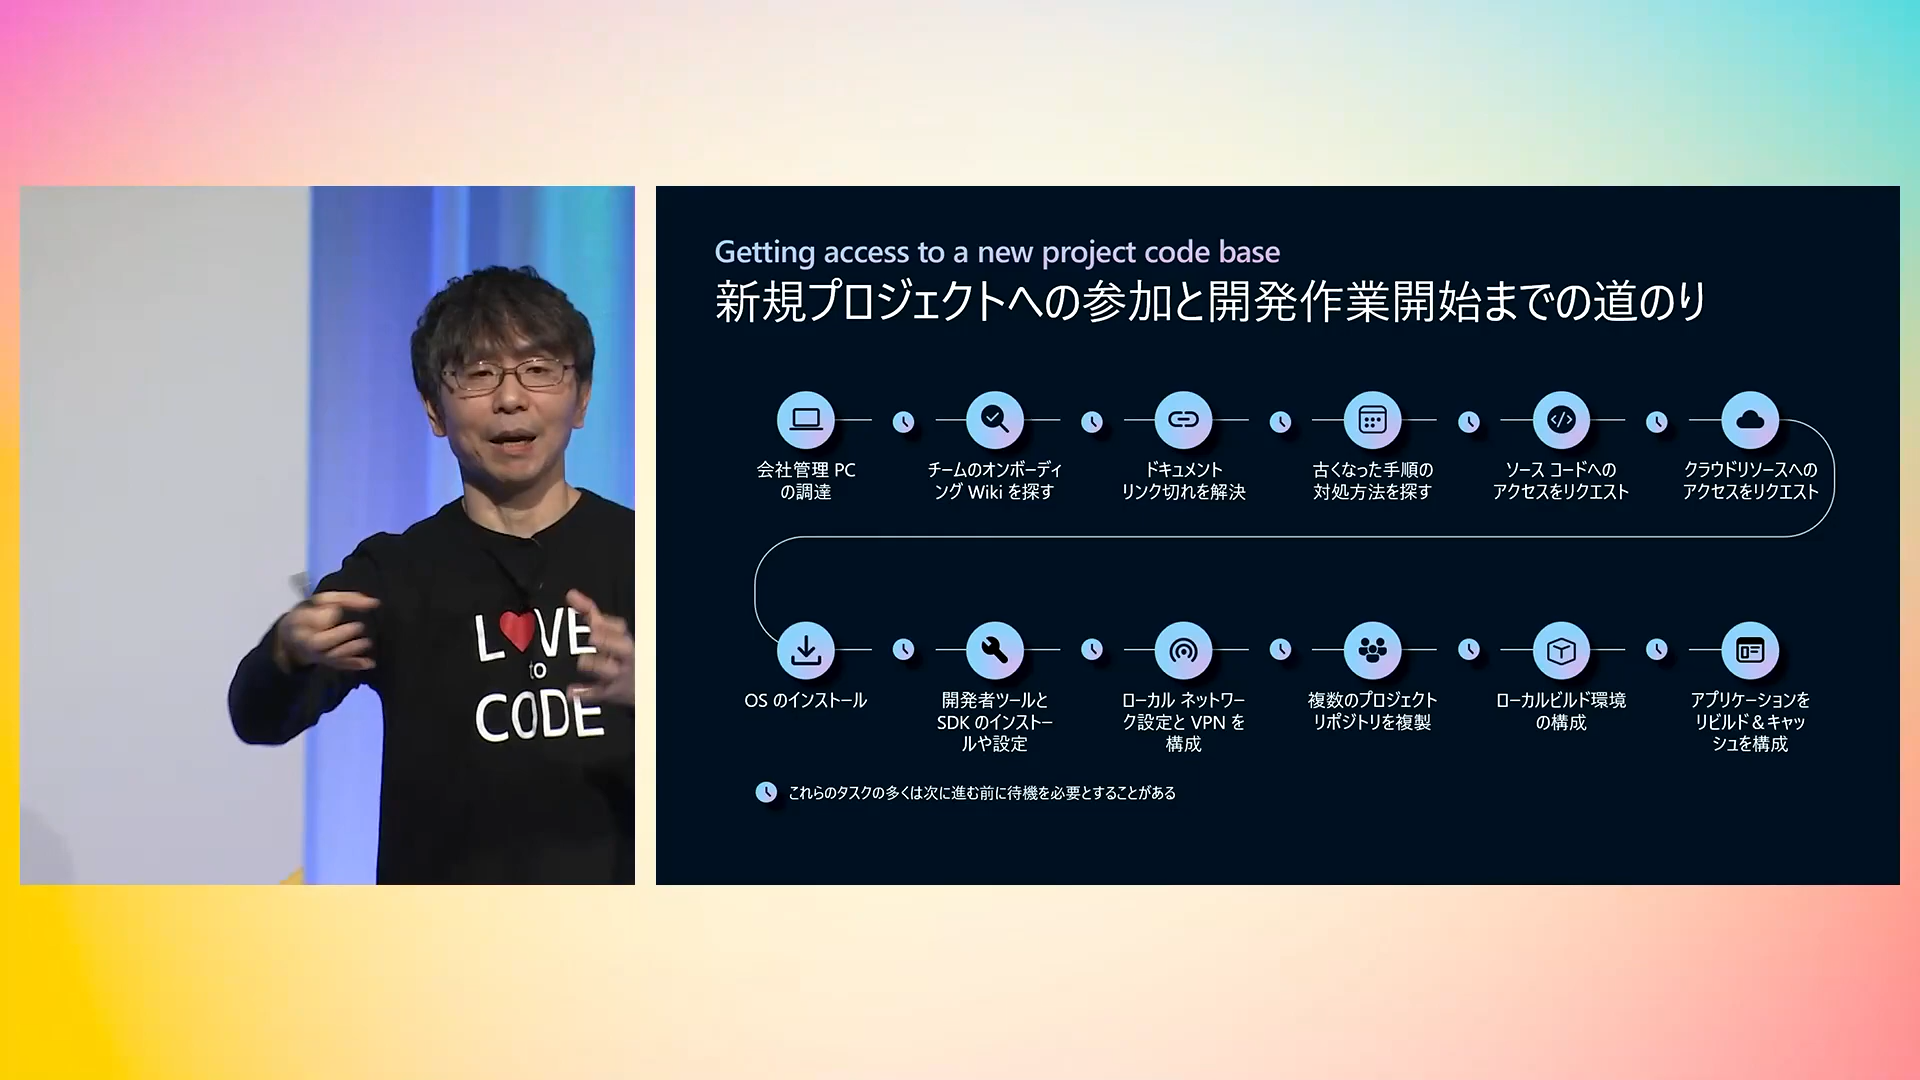 Getting access to a new project code base
新規プロジェクトへの参加と開発作業開始までの道のり
会社管理 PC
の調達
チームのオンボーディ
ング Wiki を探す
ドキュメント
リンク切れを解決
古くなった手順の
対処方法を探す
ソース コードへの
アクセスをリクエスト
クラウドリソースへの
アクセスをリクエスト
OS のインストール
開発者ツールと
SDK のインストー
ルや設定
ローカル ネットワー
ク設定と VPN を
構成
複数のプロジェクト
リポジトリを複製
ローカルビルド環境
の構成
アプリケーションを
リビルド＆キャッ
シュを構成
これらのタスクの多くは次に進む前に待機を必要とすることがある
L♥VE
to
CODE